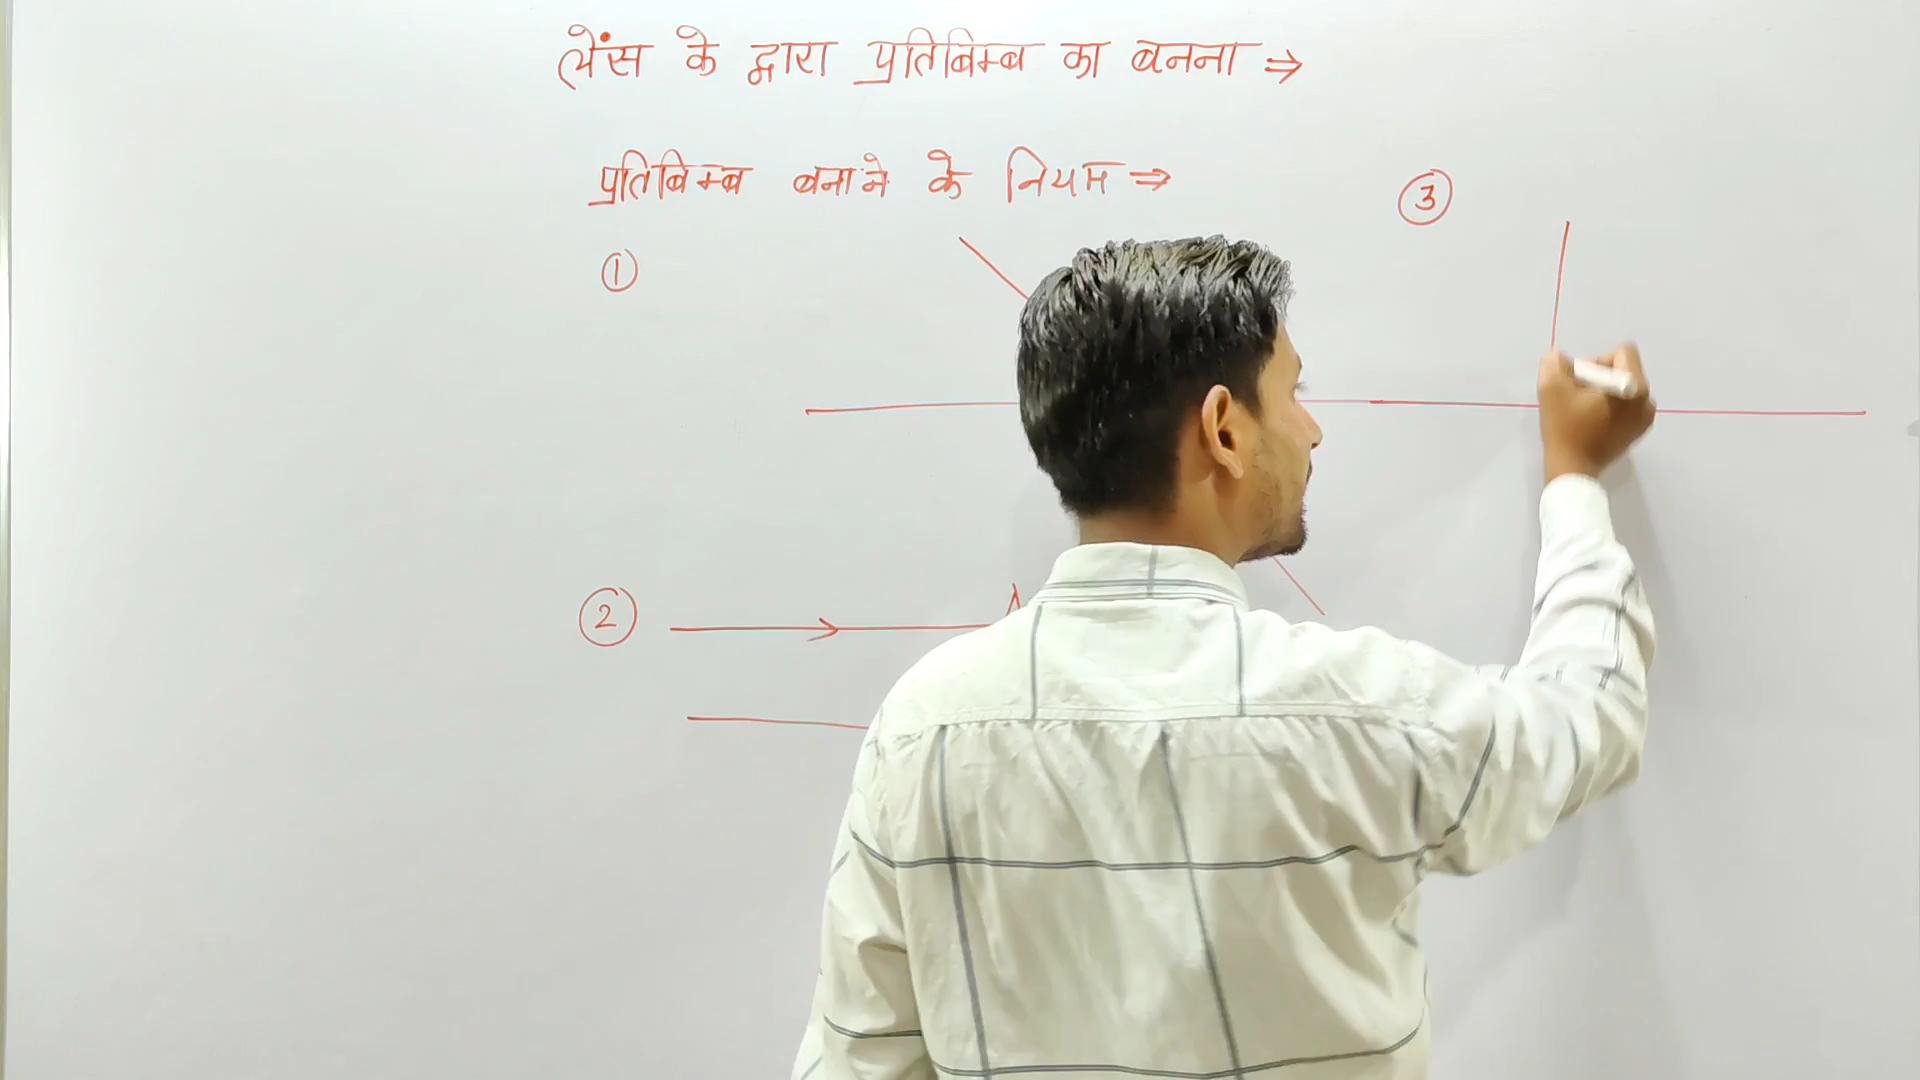 लेंस के द्वारा प्रतिबिम्ब का बनना ⇒
प्रतिबिम्ब बनाने के नियम ⇒
①
②
③